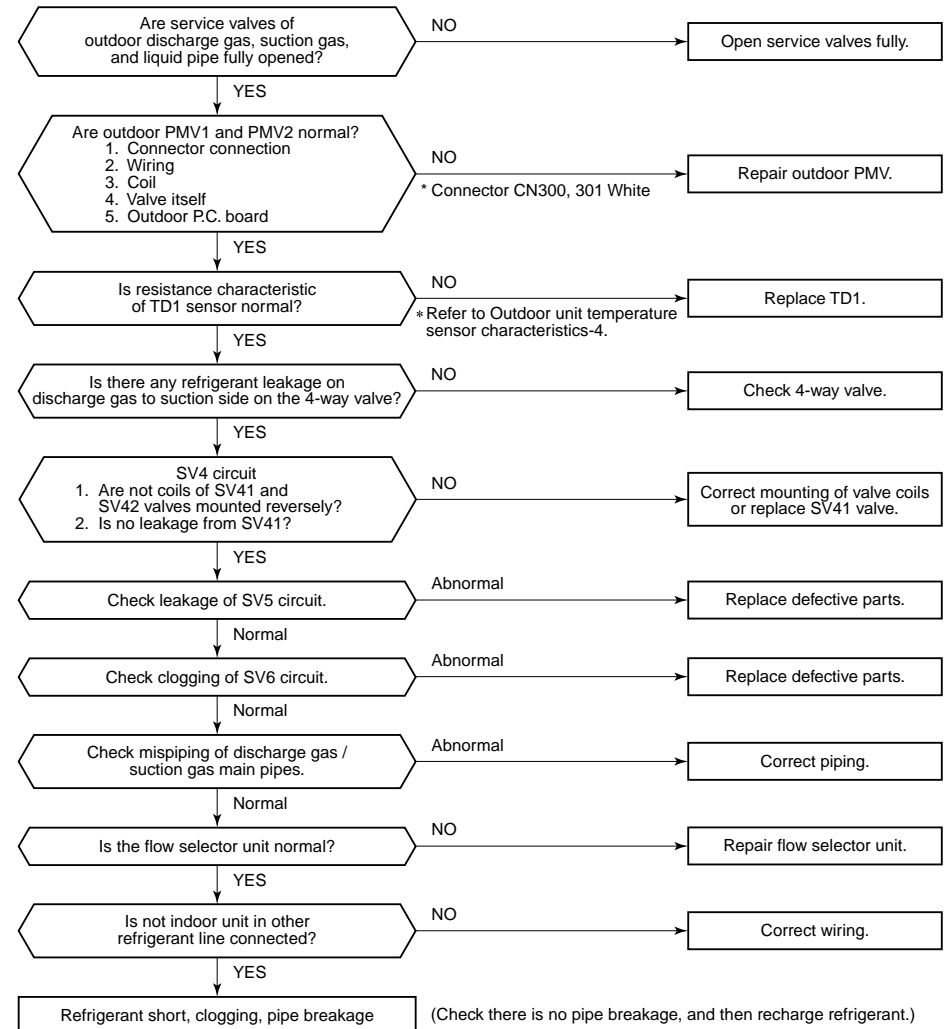 Are service valves of
outdoor discharge gas, suction gas,
and liquid pipe fully opened?
NO
Open service valves fully.
YES
Are outdoor PMV1 and PMV2 normal?
1. Connector connection
2. Wiring
3. Coil
4. Valve itself
5. Outdoor P.C. board
NO
* Connector CN300, 301 White
Repair outdoor PMV.
YES
Is resistance characteristic
of TD1 sensor normal?
NO
* Refer to Outdoor unit temperature
sensor characteristics-4.
Replace TD1.
YES
Is there any refrigerant leakage on
discharge gas to suction side on the 4-way valve?
NO
Check 4-way valve.
YES
SV4 circuit
1. Are not coils of SV41 and
SV42 valves mounted reversely?
2. Is no leakage from SV41?
NO
Correct mounting of valve coils
or replace SV41 valve.
YES
Check leakage of SV5 circuit.
Abnormal
Replace defective parts.
Normal
Check clogging of SV6 circuit.
Abnormal
Replace defective parts.
Normal
Check mispiping of discharge gas /
suction gas main pipes.
Abnormal
Correct piping.
Normal
Is the flow selector unit normal?
NO
Repair flow selector unit.
YES
Is not indoor unit in other
refrigerant line connected?
NO
Correct wiring.
YES
Refrigerant short, clogging, pipe breakage
(Check there is no pipe breakage, and then recharge refrigerant.)